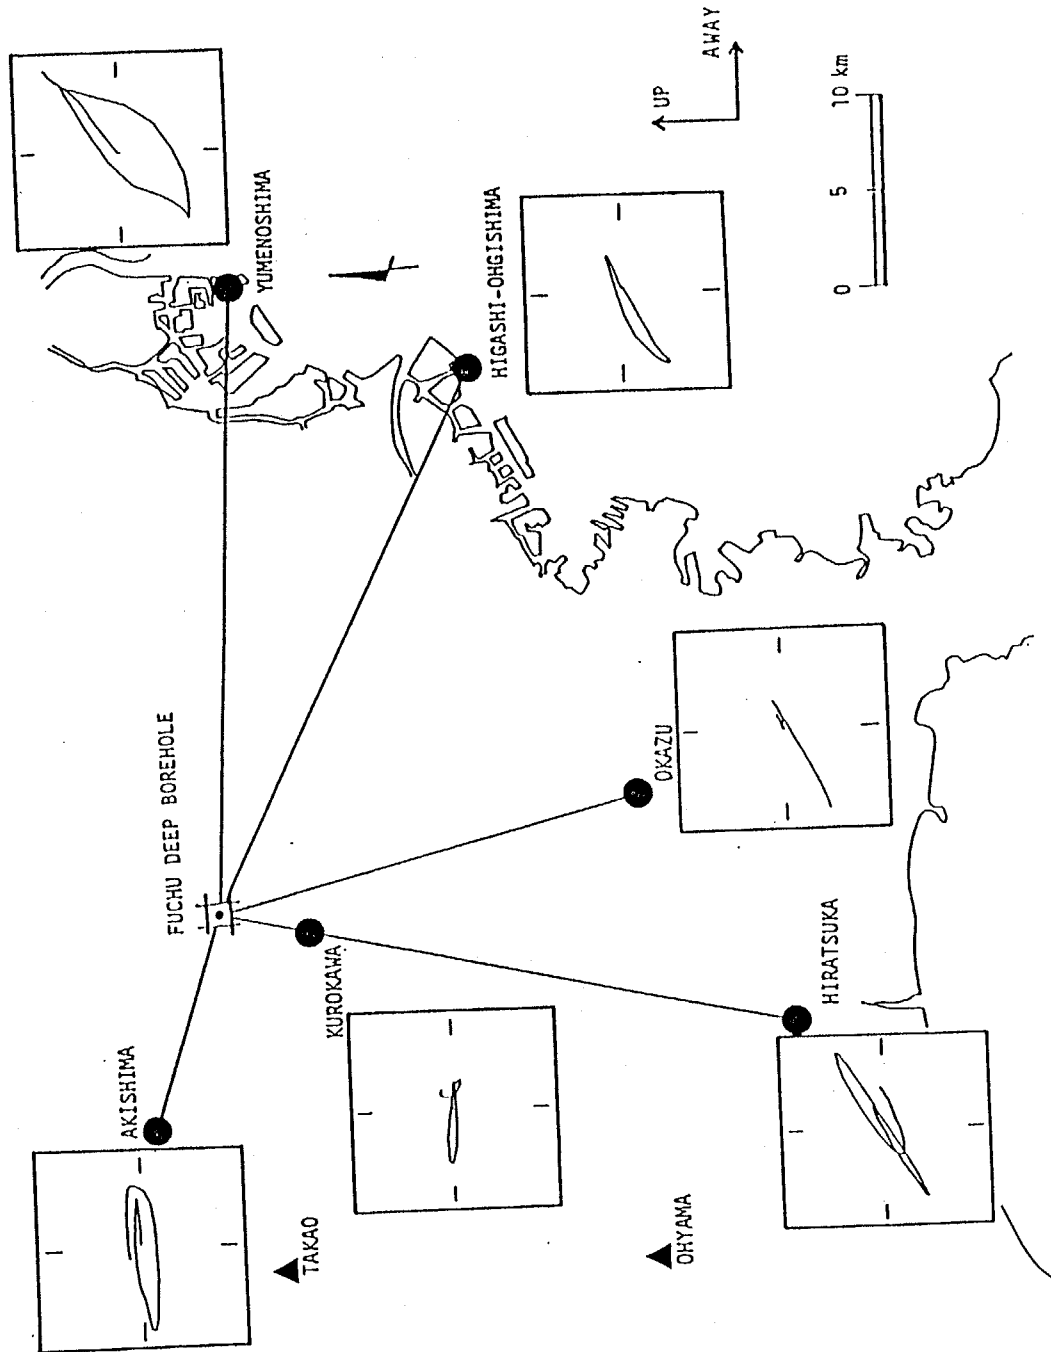 YUMENOSHIMA
AWAY
UP
HIGASHI-OHGISHIMA
0 5 10 km
FUCHU DEEP BOREHOLE
OKAZU
KUROKAWA
HIRATSUKA
AKISHIMA
TAKAO
OHYAMA